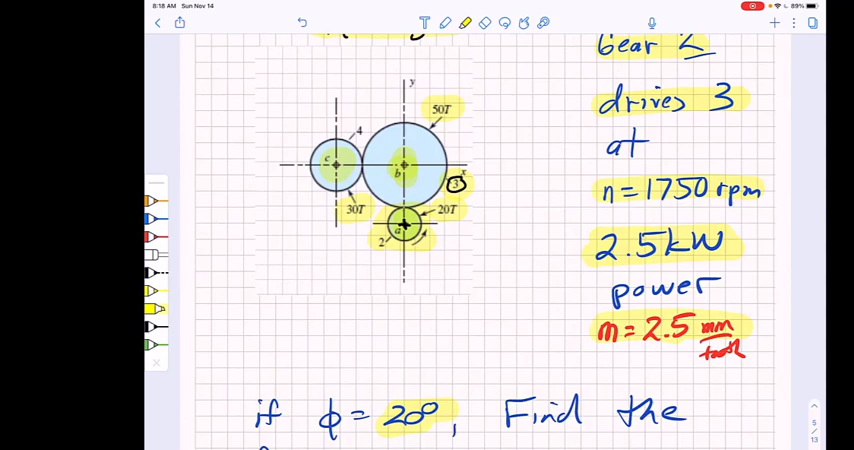 8:18 AM Sun Nov 14
89%
Gear 2
drives 3
at
n = 1750 rpm
2.5 kW
power
m = 2.5 mm/tooth
y
50T
4
c
b
x
3
30T
20T
a
2
if φ = 20°, Find the
5
/
13